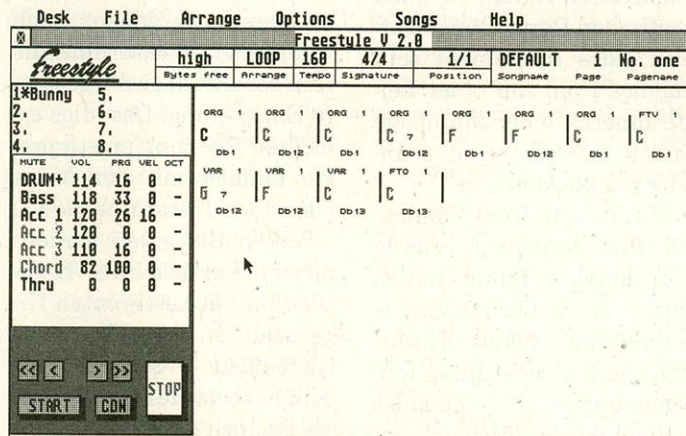 Desk File Arrange Options Songs Help
Freestyle V 2.0
Freestyle high LOOP 160 4/4 1/1 DEFAULT 1 No. one
Bytes free Arrange Tempo Signature Position Songname Page Pagename
1*Bunny 5.
2. 6.
3. 7.
4. 8.
MUTE VOL PRG VEL OCT
DRUM+ 114 16 0
Bass 118 33 0
Acc 1 120 26 16
Acc 2 120 0 0 -
Acc 3 110 16 0 -
Chord 82 100 0 -
Thru 0 0 0 -
ORG 1 ORG 1 ORG 1 ORG 1 ORG 1 ORG 1 ORG 1 FTV
C F C C 7 F F C C
Db1 Db12 Db1 Db1 Db1 Db12 Db1 Db1
VAR 1 VAR 1 VAR 1 FTO 1
G 7 F C C
Db12 Db12 Db13 Db13
<< < > >>
START CON STOP